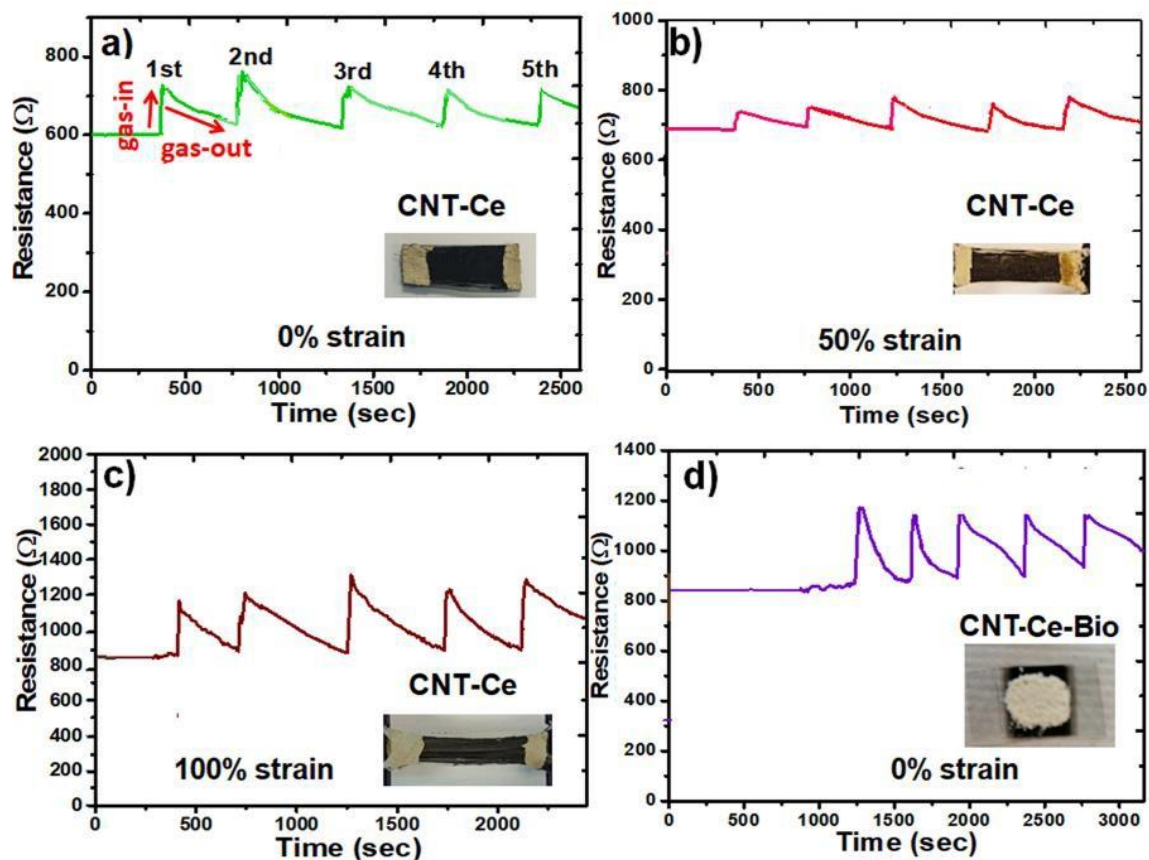 a)
800
600
400
200
0
Resistance (Ω)
1st
2nd
3rd
4th
5th
gas-in
gas-out
CNT-Ce
0% strain
0
500
1000
1500
2000
2500
Time (sec)
b)
1000
800
600
400
200
0
Resistance (Ω)
CNT-Ce
50% strain
0
500
1000
1500
2000
2500
Time (sec)
c)
2000
1800
1600
1400
1200
1000
800
600
400
200
0
Resistance (Ω)
CNT-Ce
100% strain
0
500
1000
1500
2000
Time (sec)
d)
1400
1200
1000
800
600
400
200
0
Resistance (Ω)
CNT-Ce-Bio
0% strain
0
500
1000
1500
2000
2500
3000
Time (sec)